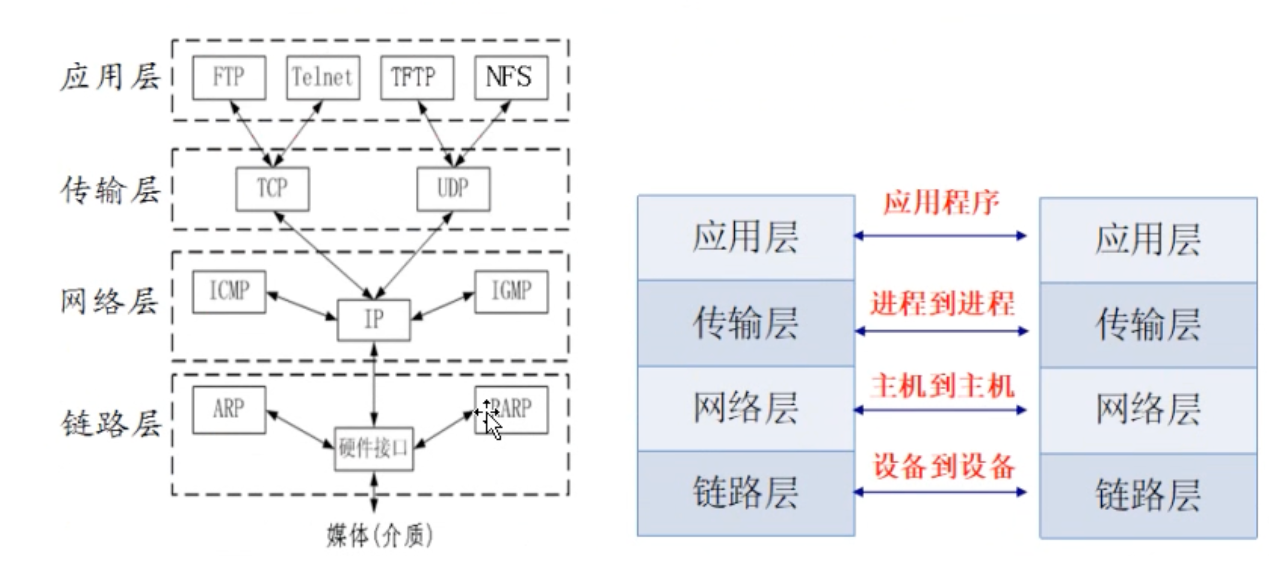 应用层
FTP
Telnet
TFTP
NFS
传输层
TCP
UDP
网络层
ICMP
IP
IGMP
链路层
ARP
RARP
硬件接口
媒体(介质)
应用层
应用程序
应用层
传输层
进程到进程
传输层
网络层
主机到主机
网络层
链路层
设备到设备
链路层